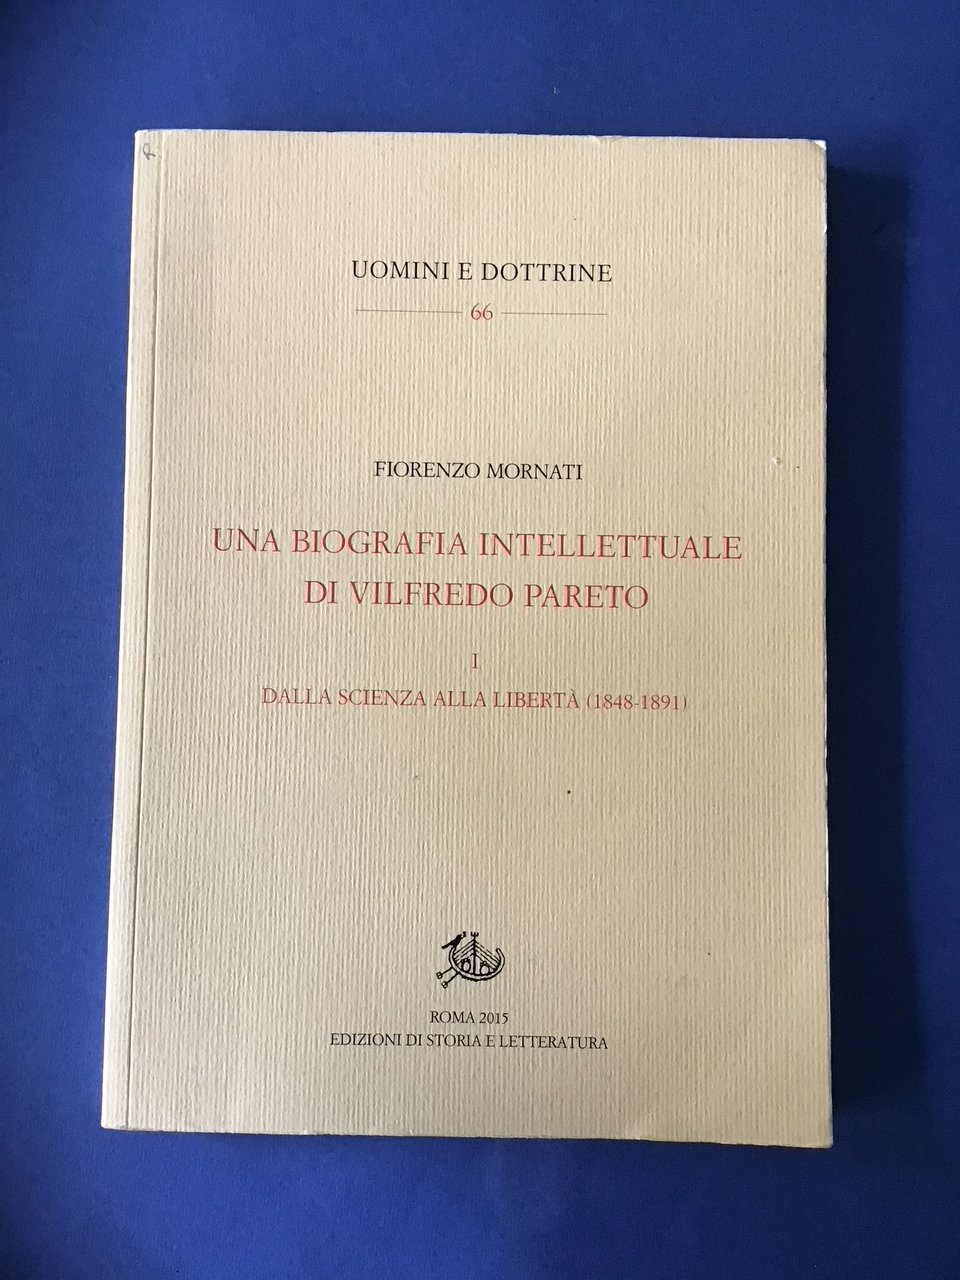 UOMINI E DOTTRINE
66
FIORENZO MORNATI
UNA BIOGRAFIA INTELLETTUALE
DI VILFREDO PARETO
I
DALLA SCIENZA ALLA LIBERTÀ (1848-1891)
ROMA 2015
EDIZIONI DI STORIA E LETTERATURA